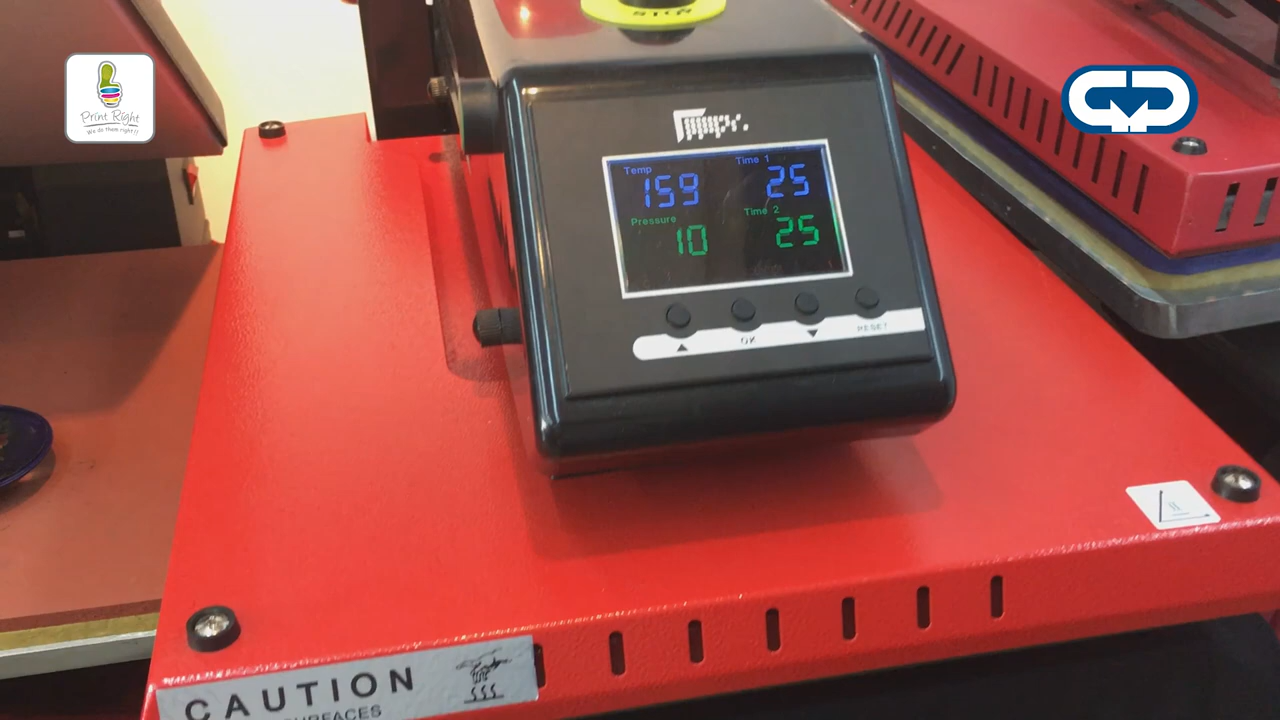 Print Right
We do them right!!
Temp
159
Time 1
25
Pressure
10
Time 2
25
OK
RESET
CAUTION
SURFACES